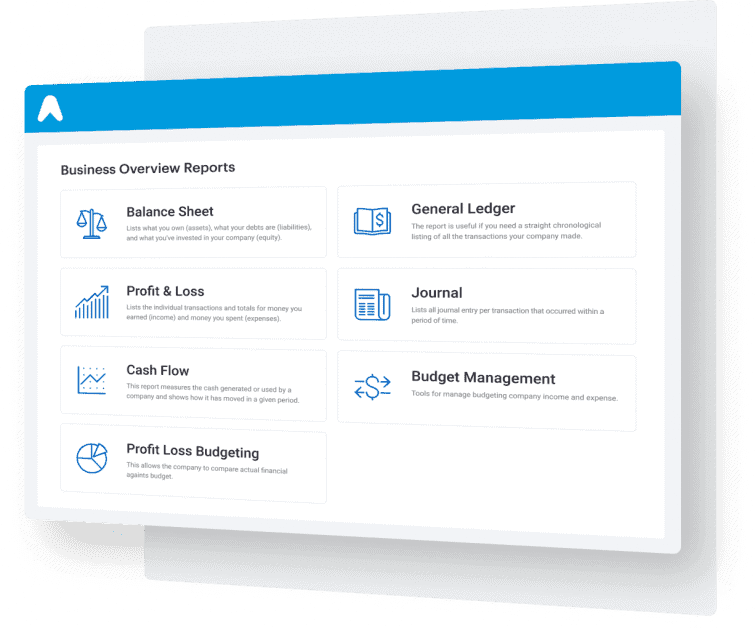 Business Overview Reports
Balance Sheet
Lists what you own (assets), what your debts are (liabilities),
and what you've invested in your company (equity).
General Ledger
The report is useful if you need a straight chronological
listing of all the transactions your company made.
Profit & Loss
Lists the individual transactions and totals for money you
earned (income) and money you spent (expenses).
Journal
Lists all journal entry per transaction that occurred within a
period of time.
Cash Flow
This report measures the cash generated or used by a
company and shows how it has moved in a given period.
Budget Management
Tools for manage budgeting company income and expense.
Profit Loss Budgeting
This allows the company to compare actual financial
againts budget.